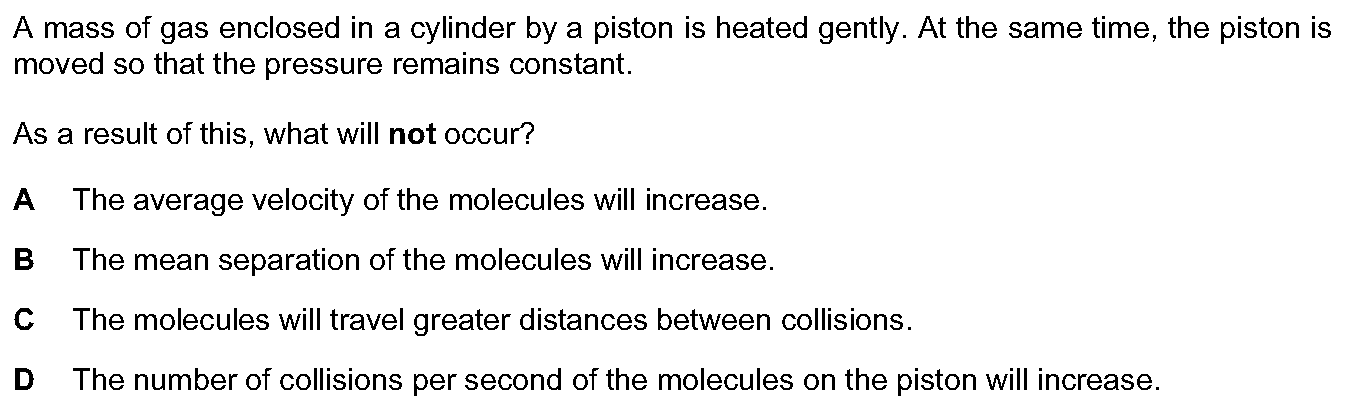 A mass of gas enclosed in a cylinder by a piston is heated gently. At the same time, the piston is
moved so that the pressure remains constant.
As a result of this, what will not occur?
A The average velocity of the molecules will increase.
B The mean separation of the molecules will increase.
C The molecules will travel greater distances between collisions.
D The number of collisions per second of the molecules on the piston will increase.